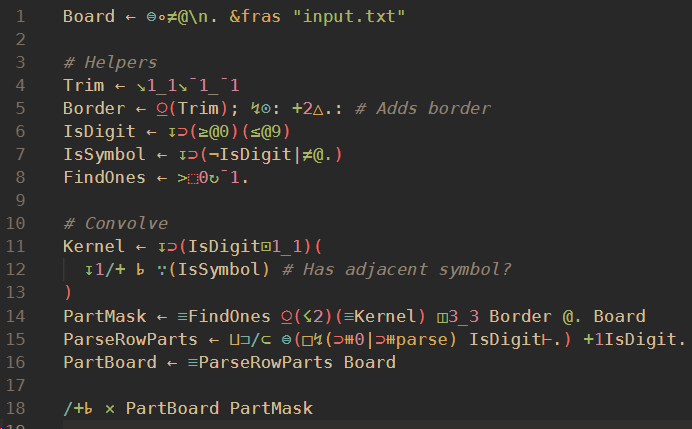 1 Board ← ⊜∘≠@\n. &fras "input.txt"
2
3 # Helpers
4 Trim ← ↘1_1↘¯1_¯1
5 Border ← ⍜(Trim); ↯⊙: +2△.: # Adds border
6 IsDigit ← ↧⊃(≥@0)(≤@9)
7 IsSymbol ← ↧⊃(¬IsDigit|≠@.)
8 FindOnes ← >⬚0↻¯1.
9
10 # Convolve
11 Kernel ← ↧⊃(IsDigit⊡1_1)(
12 ↥1/+ ♭ ∵(IsSymbol) # Has adjacent symbol?
13 )
14 PartMask ← ≡FindOnes ⍜(☇2)(≡Kernel) ◫3_3 Border @. Board
15 ParseRowParts ← ⊔⊐/⊂ ⊜(□↯(⊃⧻0|⊃⧻parse) IsDigit⊢.) +1IsDigit.
16 PartBoard ← ≡ParseRowParts Board
17
18 /+♭ × PartBoard PartMask